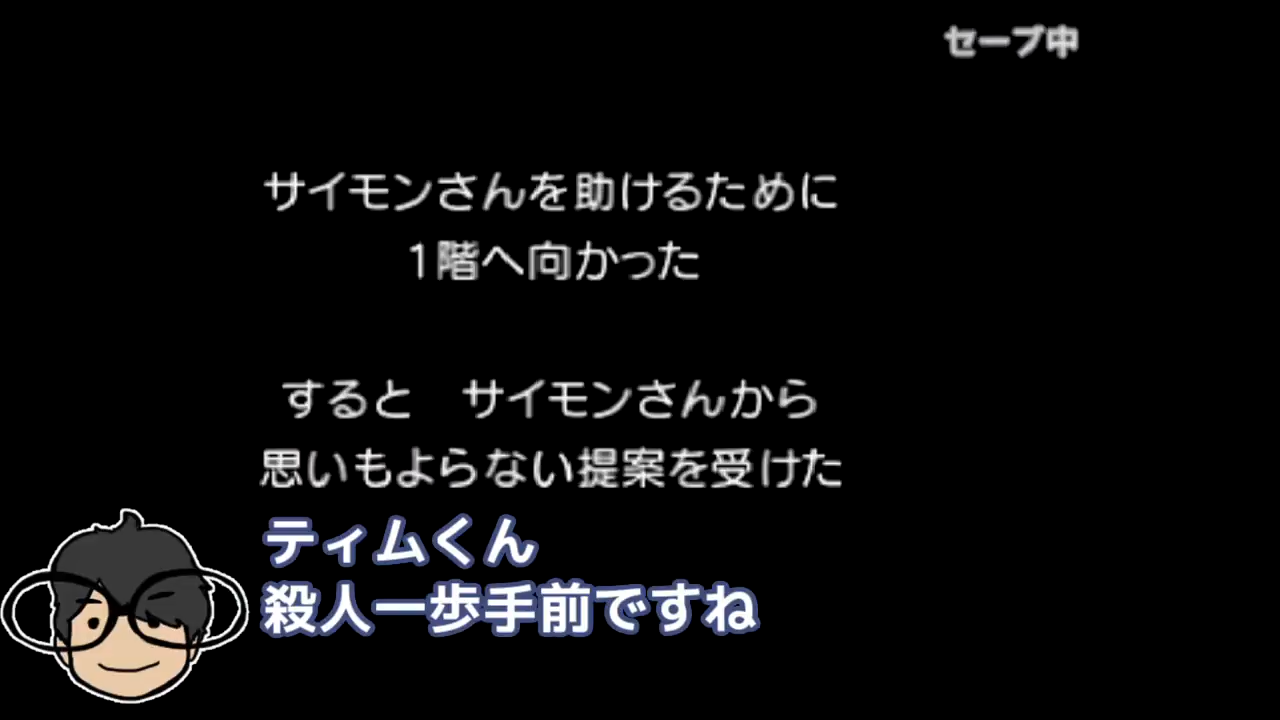 セーブ中
サイモンさんを助けるために
1階へ向かった
すると　サイモンさんから
思いもよらない提案を受けた
ティムくん
殺人一歩手前ですね